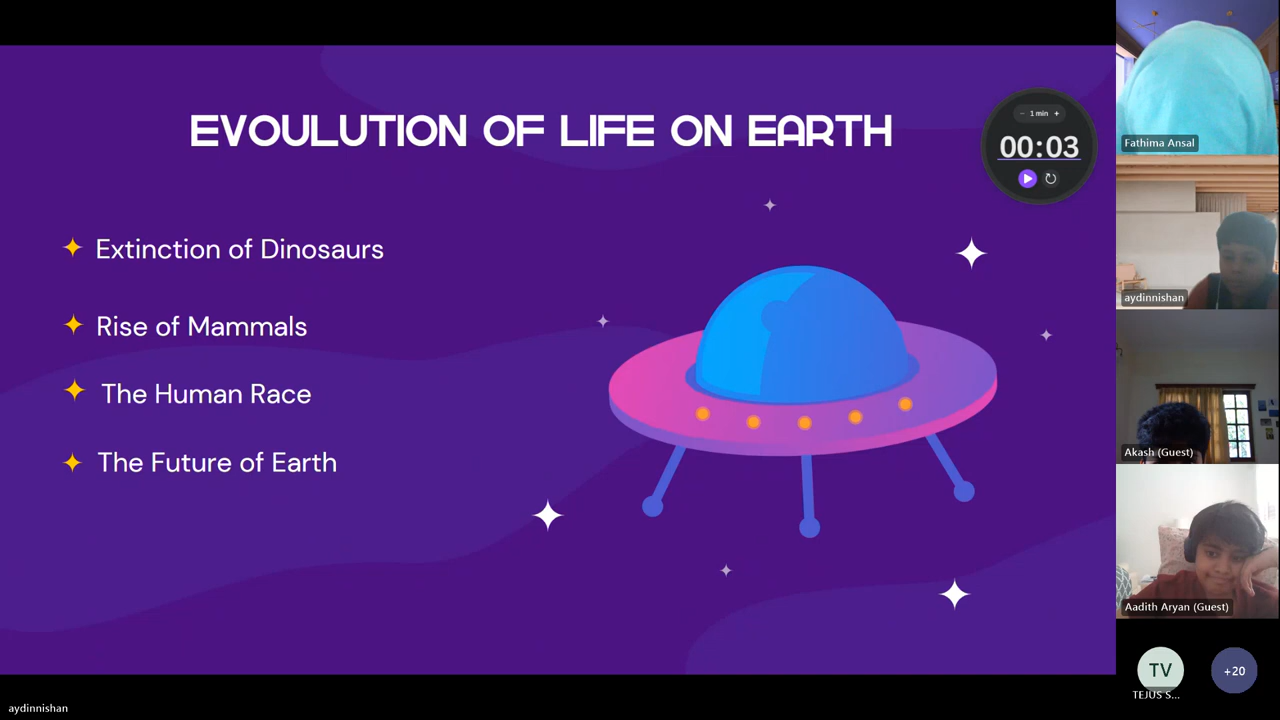 EVOULUTION OF LIFE ON EARTH
− 1 min +
00:03
Extinction of Dinosaurs
Rise of Mammals
The Human Race
The Future of Earth
Fathima Ansal
aydinnishan
Akash (Guest)
Aadith Aryan (Guest)
TV
TEJUS S...
+20
aydinnishan